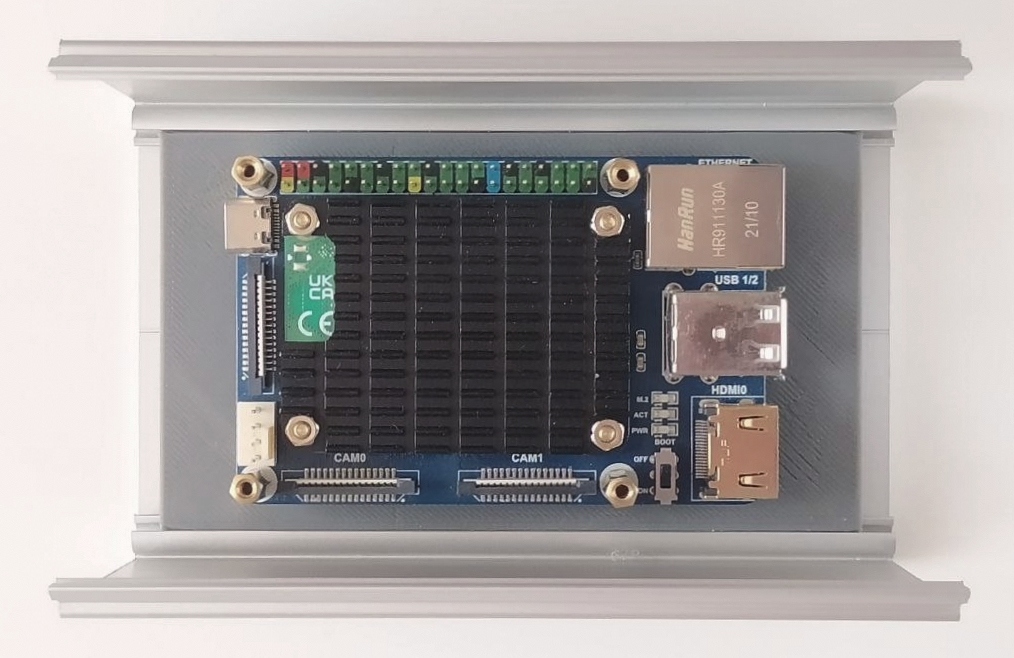 ETHERNET
HanRun
HR911130A
21/10
USB 1/2
UK
CA
CE
HDMI0
M.2
ACT
PWR
BOOT
OFF
ON
CAM0
CAM1